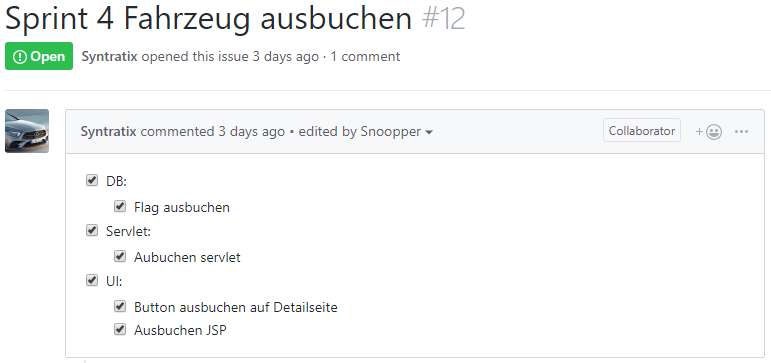 Sprint 4 Fahrzeug ausbuchen #12
Open Syntratix opened this issue 3 days ago · 1 comment
Syntratix commented 3 days ago • edited by Snoopper Collaborator
DB:
Flag ausbuchen
Servlet:
Aubuchen servlet
UI:
Button ausbuchen auf Detailseite
Ausbuchen JSP